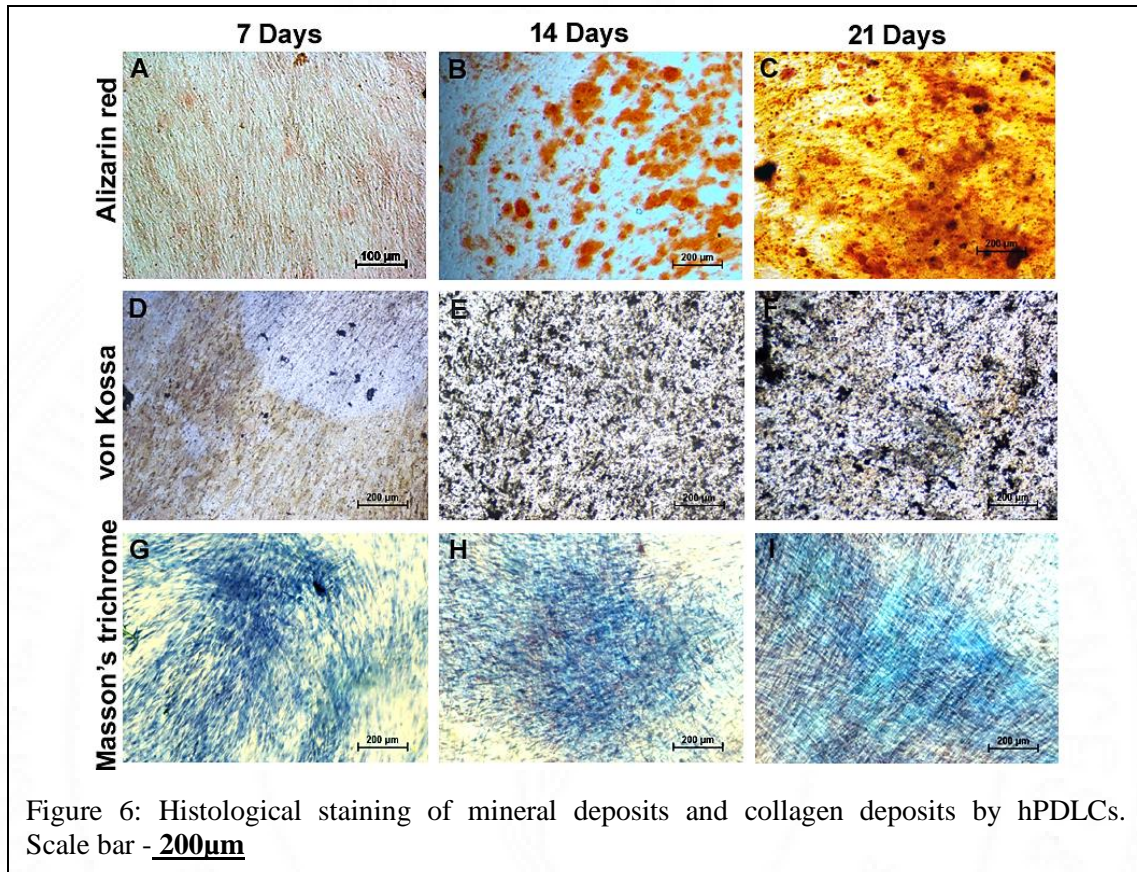 7 Days 14 Days 21 Days
Alizarin red
A B C
100 µm 200 µm 200 µm
von Kossa
D E F
200 µm 200 µm 200 µm
Masson's trichrome
G H I
200 µm 200 µm 200 µm
Figure 6: Histological staining of mineral deposits and collagen deposits by hPDLCs.
Scale bar - 200µm